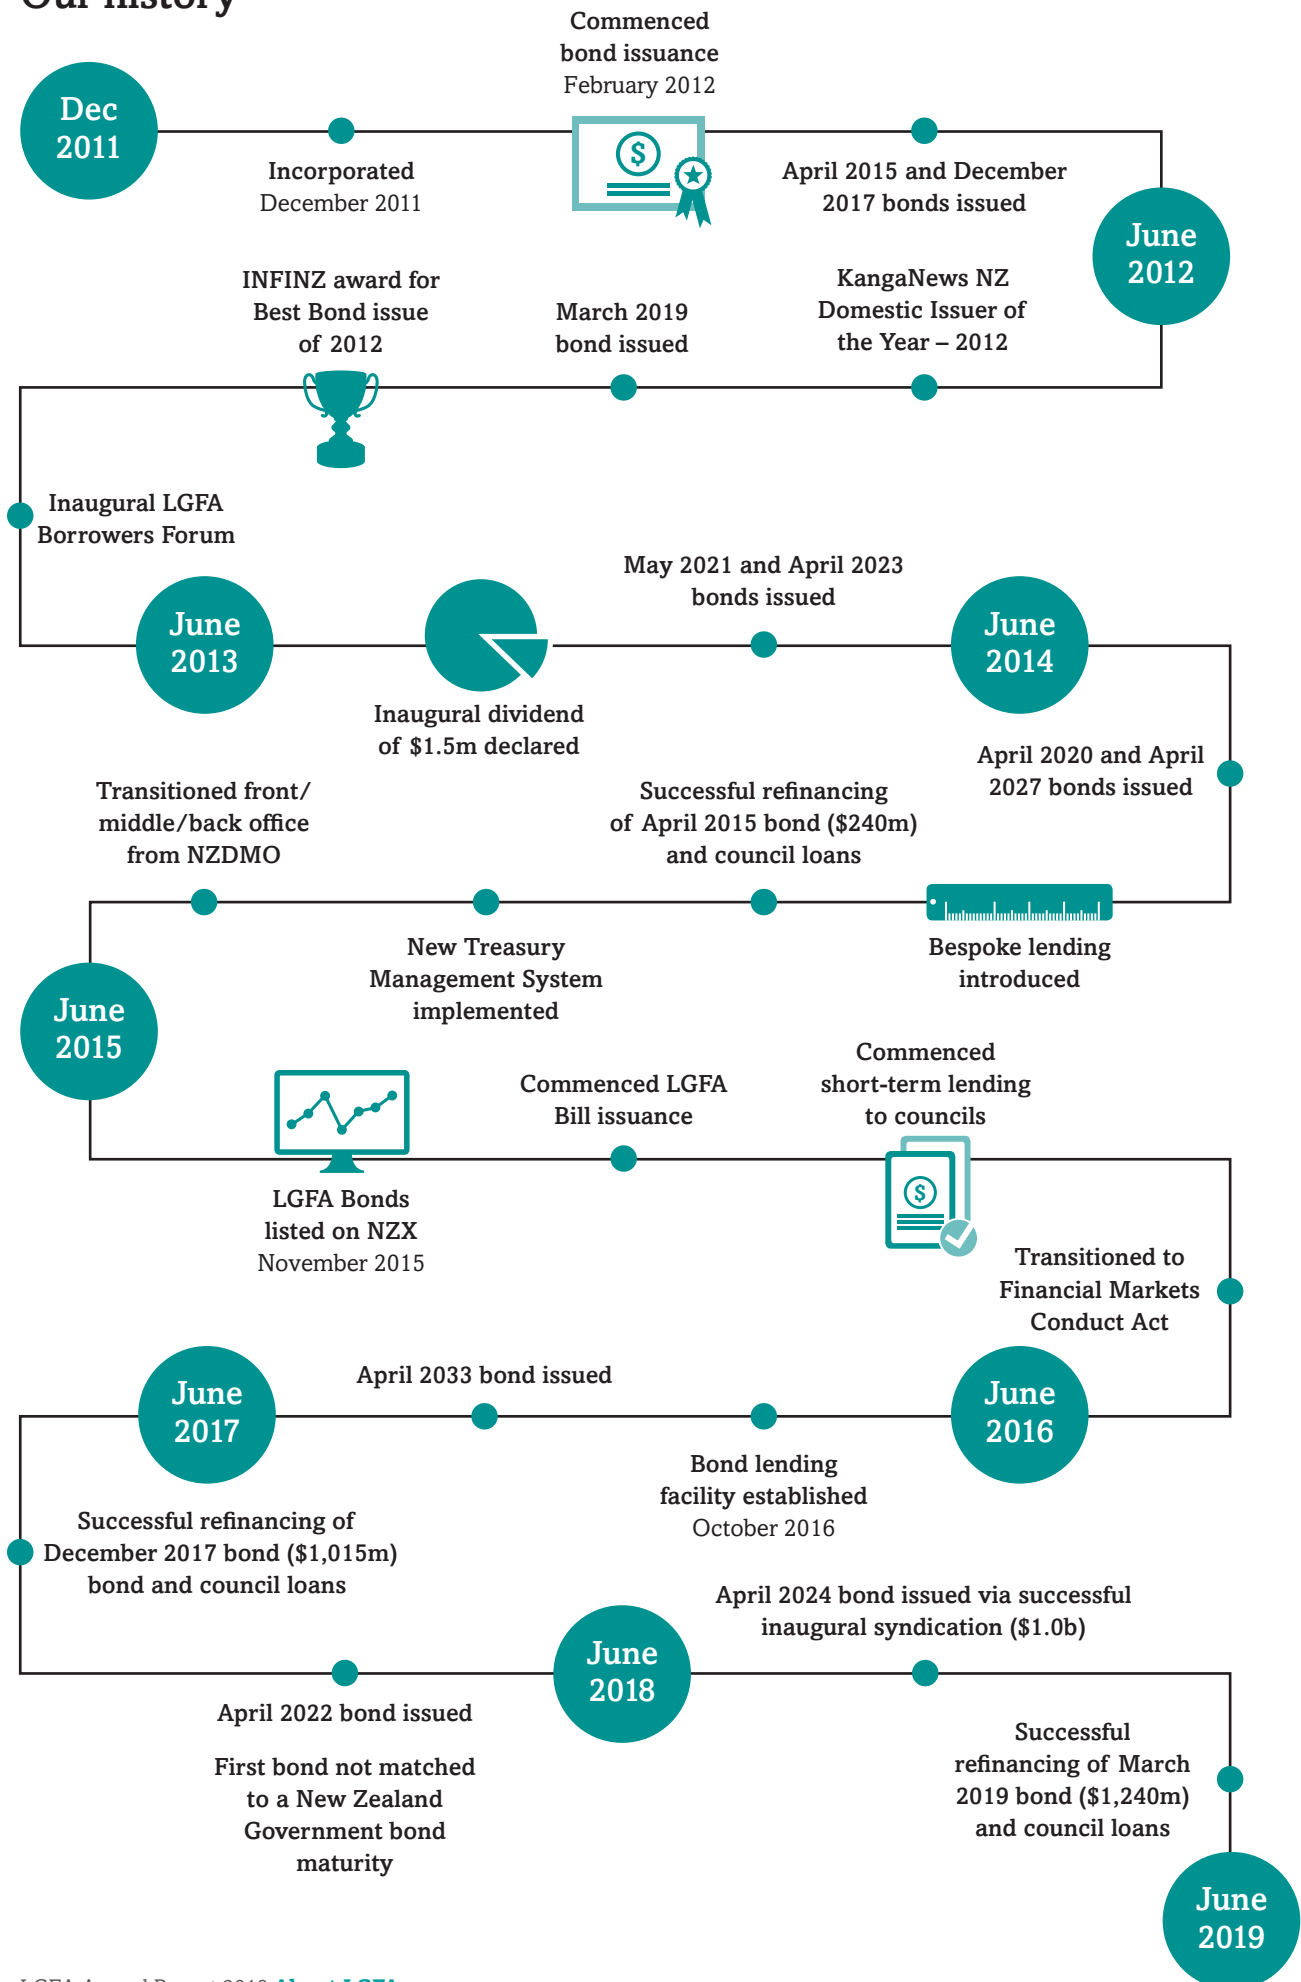 Our history
Dec
2011
Incorporated
December 2011
Commenced
bond issuance
February 2012
$
April 2015 and December
2017 bonds issued
June
2012
KangaNews NZ
Domestic Issuer of
the Year – 2012
March 2019
bond issued
INFINZ award for
Best Bond issue
of 2012
Inaugural LGFA
Borrowers Forum
June
2013
Inaugural dividend
of $1.5m declared
May 2021 and April 2023
bonds issued
June
2014
April 2020 and April
2027 bonds issued
Bespoke lending
introduced
Successful refinancing
of April 2015 bond ($240m)
and council loans
New Treasury
Management System
implemented
Transitioned front/
middle/back office
from NZDMO
June
2015
LGFA Bonds
listed on NZX
November 2015
Commenced LGFA
Bill issuance
Commenced
short-term lending
to councils
$
Transitioned to
Financial Markets
Conduct Act
June
2016
Bond lending
facility established
October 2016
April 2033 bond issued
June
2017
Successful refinancing of
December 2017 bond ($1,015m)
bond and council loans
April 2022 bond issued
First bond not matched
to a New Zealand
Government bond
maturity
June
2018
April 2024 bond issued via successful
inaugural syndication ($1.0b)
Successful
refinancing of March
2019 bond ($1,240m)
and council loans
June
2019